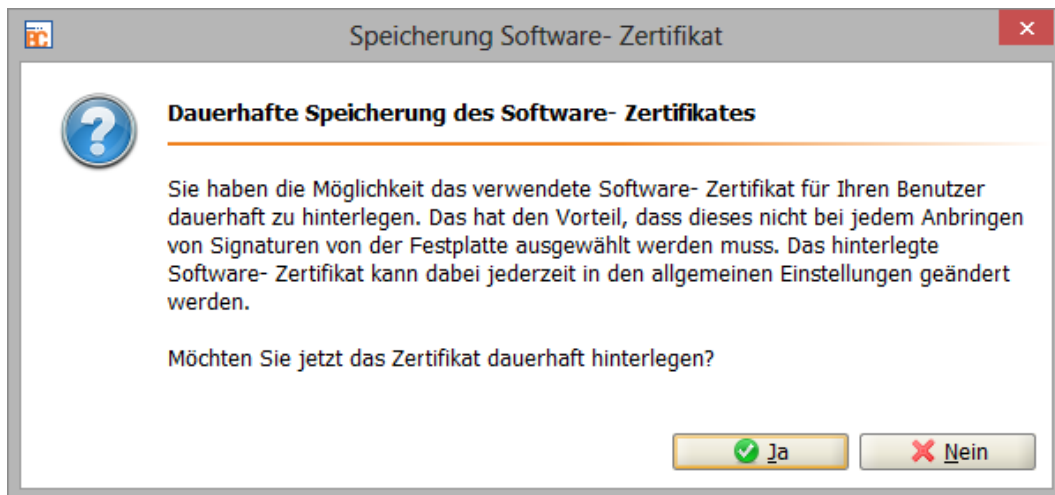 BC
Speicherung Software- Zertifikat
Dauerhafte Speicherung des Software- Zertifikates
Sie haben die Möglichkeit das verwendete Software- Zertifikat für Ihren Benutzer
dauerhaft zu hinterlegen. Das hat den Vorteil, dass dieses nicht bei jedem Anbringen
von Signaturen von der Festplatte ausgewählt werden muss. Das hinterlegte
Software- Zertifikat kann dabei jederzeit in den allgemeinen Einstellungen geändert
werden.
Möchten Sie jetzt das Zertifikat dauerhaft hinterlegen?
Ja
Nein